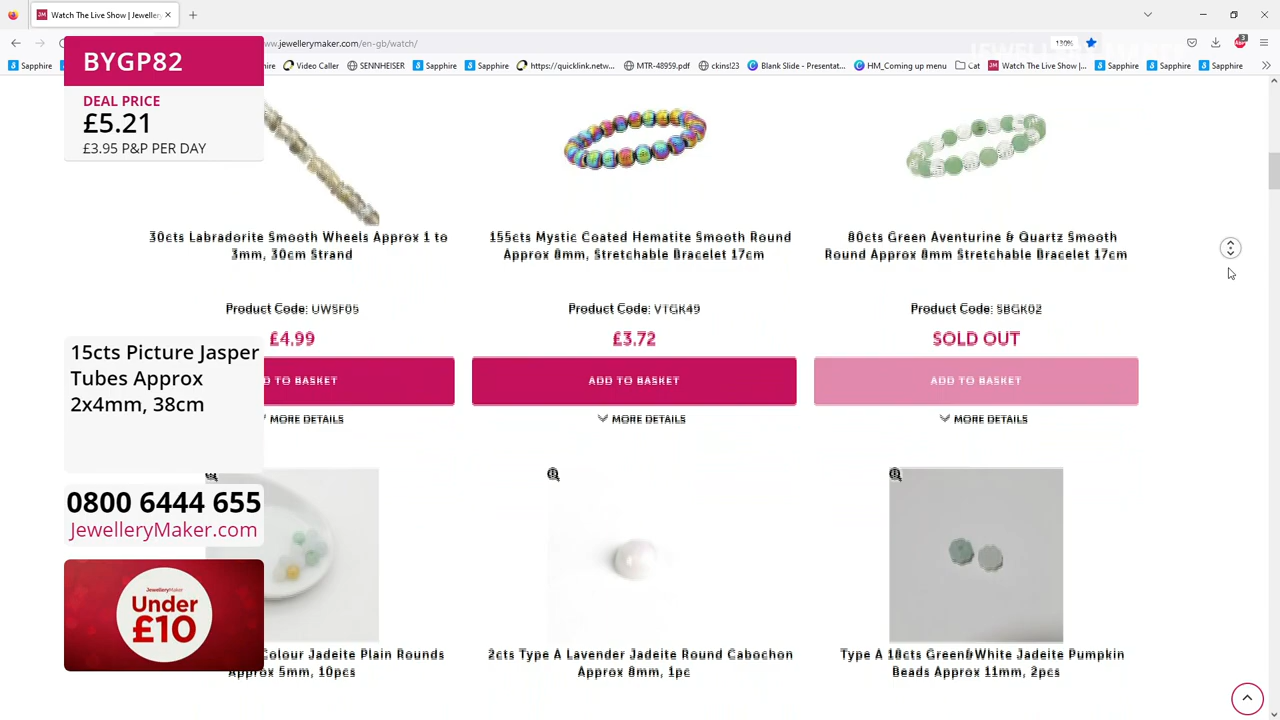 Watch The Live Show | Jeweller
ww.jewellerymaker.com/en-gb/watch/
130%
3
Sapphire
Sapphire
Video Caller
SENNHEISER
Sapphire
Sapphire
https://quicklink.netw...
MTR-48959.pdf
ckins!23
Blank Slide - Presentat...
HM_Coming up menu
Cat
Watch The Live Show |...
Sapphire
Sapphire
Sapphire
BYGP82
DEAL PRICE
£5.21
£3.95 P&P PER DAY
30cts Labradorite Smooth Wheels Approx 1 to
3mm, 30cm Strand
Product Code: UWSF05
£4.99
D TO BASKET
MORE DETAILS
155cts Mystic Coated Hematite Smooth Round
Approx 8mm, Stretchable Bracelet 17cm
Product Code: VTGK49
£3.72
ADD TO BASKET
MORE DETAILS
80cts Green Aventurine & Quartz Smooth
Round Approx 8mm Stretchable Bracelet 17cm
Product Code: SBGK02
SOLD OUT
ADD TO BASKET
MORE DETAILS
15cts Picture Jasper
Tubes Approx
2x4mm, 38cm
0800 6444 655
JewelleryMaker.com
JewelleryMaker
Under
£10
Colour Jadeite Plain Rounds
Approx 5mm, 10pcs
2cts Type A Lavender Jadeite Round Cabochon
Approx 8mm, 1pc
Type A 18cts Green&White Jadeite Pumpkin
Beads Approx 11mm, 2pcs